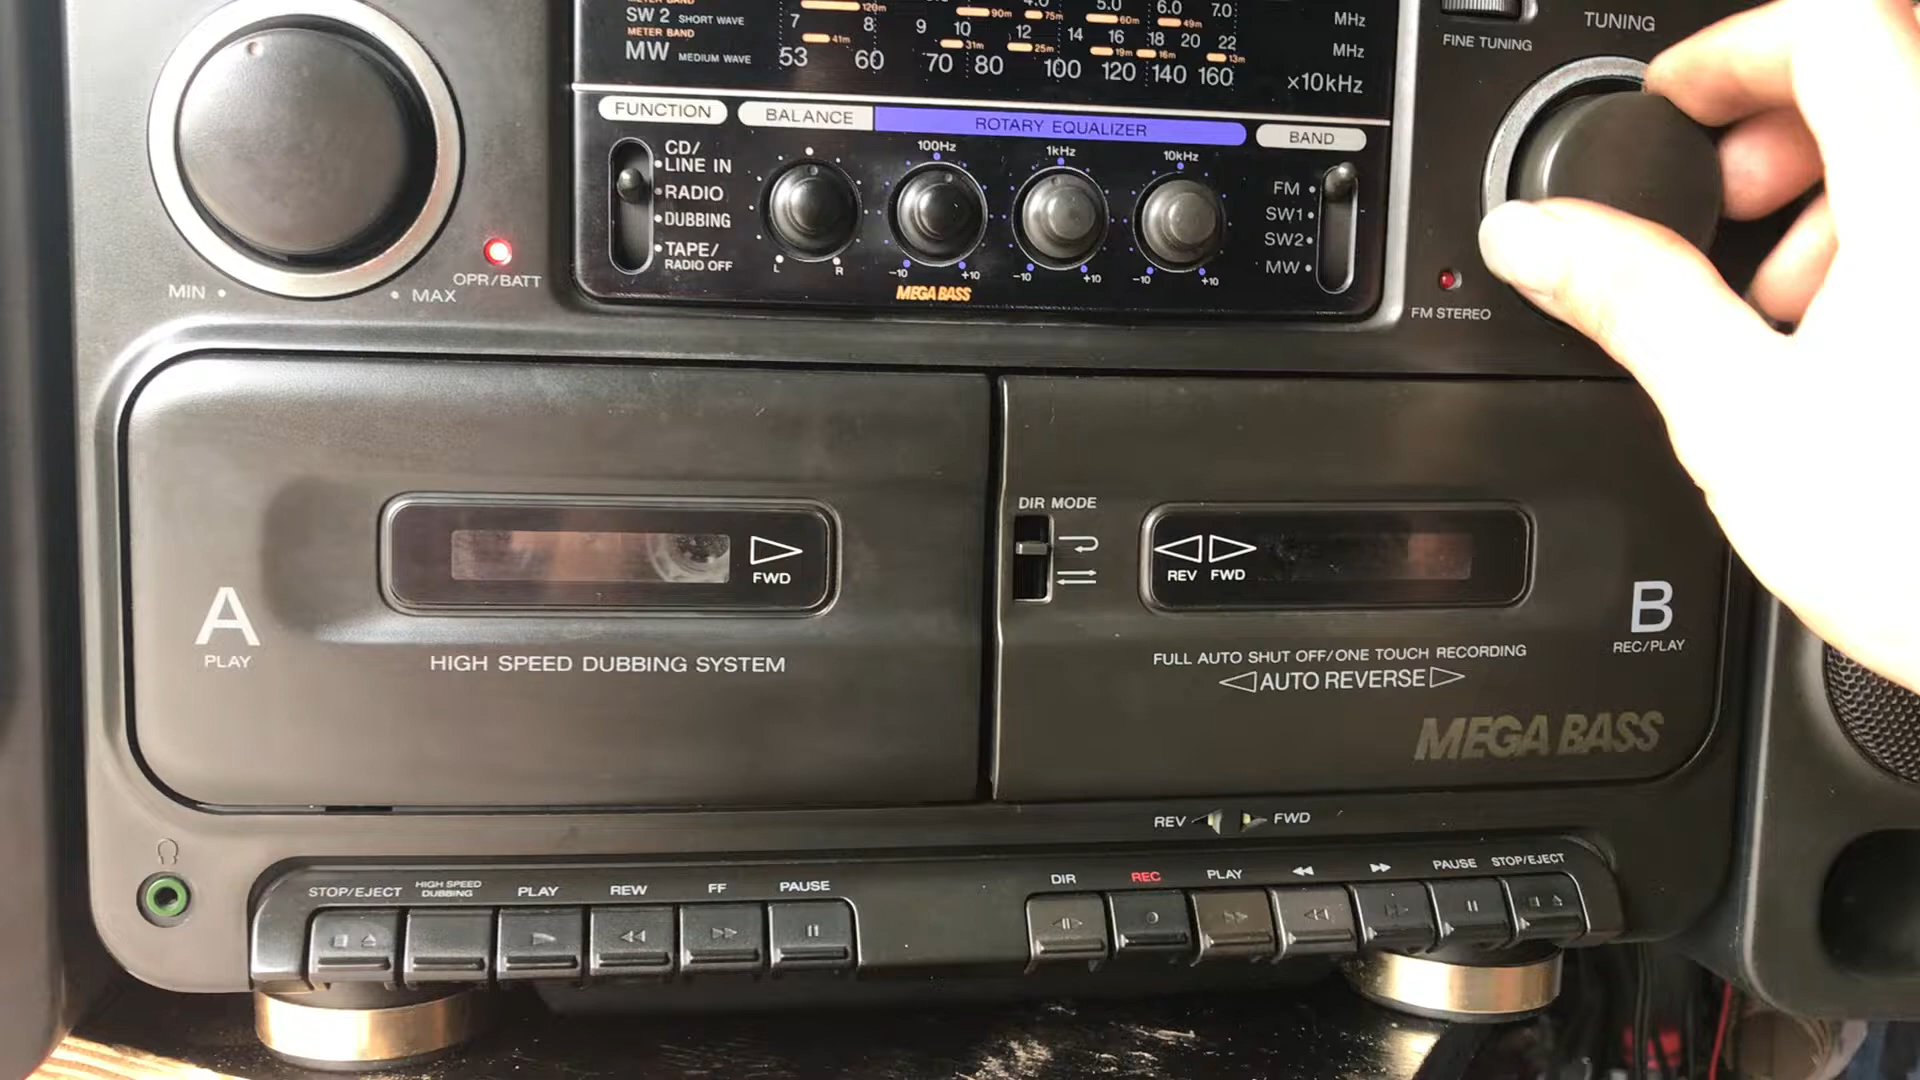 METER BAND
120m 90m 75m 5.0 60m 6.0 49m 7.0
SW 2 SHORT WAVE 7 8 9 10 12 14 16 18 20 22 MHz
METER BAND 41m 31m 25m 19m 16m 13m MHz
MW MEDIUM WAVE 53 60 70 80 100 120 140 160 ×10kHz
FINE TUNING
TUNING
FUNCTION
BALANCE
ROTARY EQUALIZER
BAND
CD/
LINE IN
RADIO
DUBBING
TAPE/
RADIO OFF
L R
100Hz
-10 +10
MEGA BASS
1kHz
-10 +10
10kHz
-10 +10
FM
SW1
SW2
MW
FM STEREO
OPR/BATT
MIN
MAX
A
PLAY
FWD
HIGH SPEED DUBBING SYSTEM
DIR MODE
REV FWD
B
REC/PLAY
FULL AUTO SHUT OFF/ONE TOUCH RECORDING
AUTO REVERSE
MEGA BASS
REV FWD
STOP/EJECT
HIGH SPEED
DUBBING
PLAY
REW
FF
PAUSE
DIR
REC
PLAY
PAUSE
STOP/EJECT